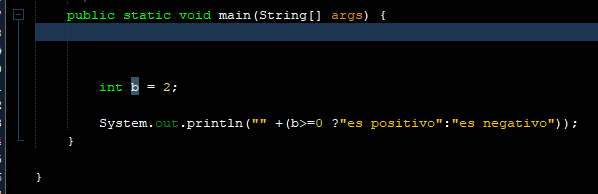 public static void main(String[] args) {
int b = 2;
System.out.println("" +(b>=0 ?"es positivo":"es negativo"));
}
}